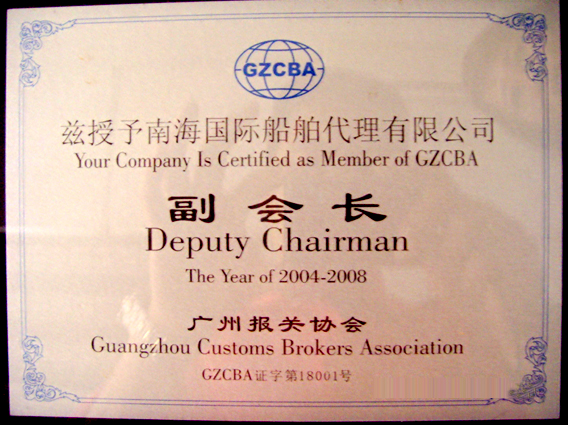 GZCBA
兹授予南海国际船舶代理有限公司
Your Company Is Certified as Member of GZCBA
副会长
Deputy Chairman
The Year of 2004-2008
广州报关协会
Guangzhou Customs Brokers Association
GZCBA证字第18001号